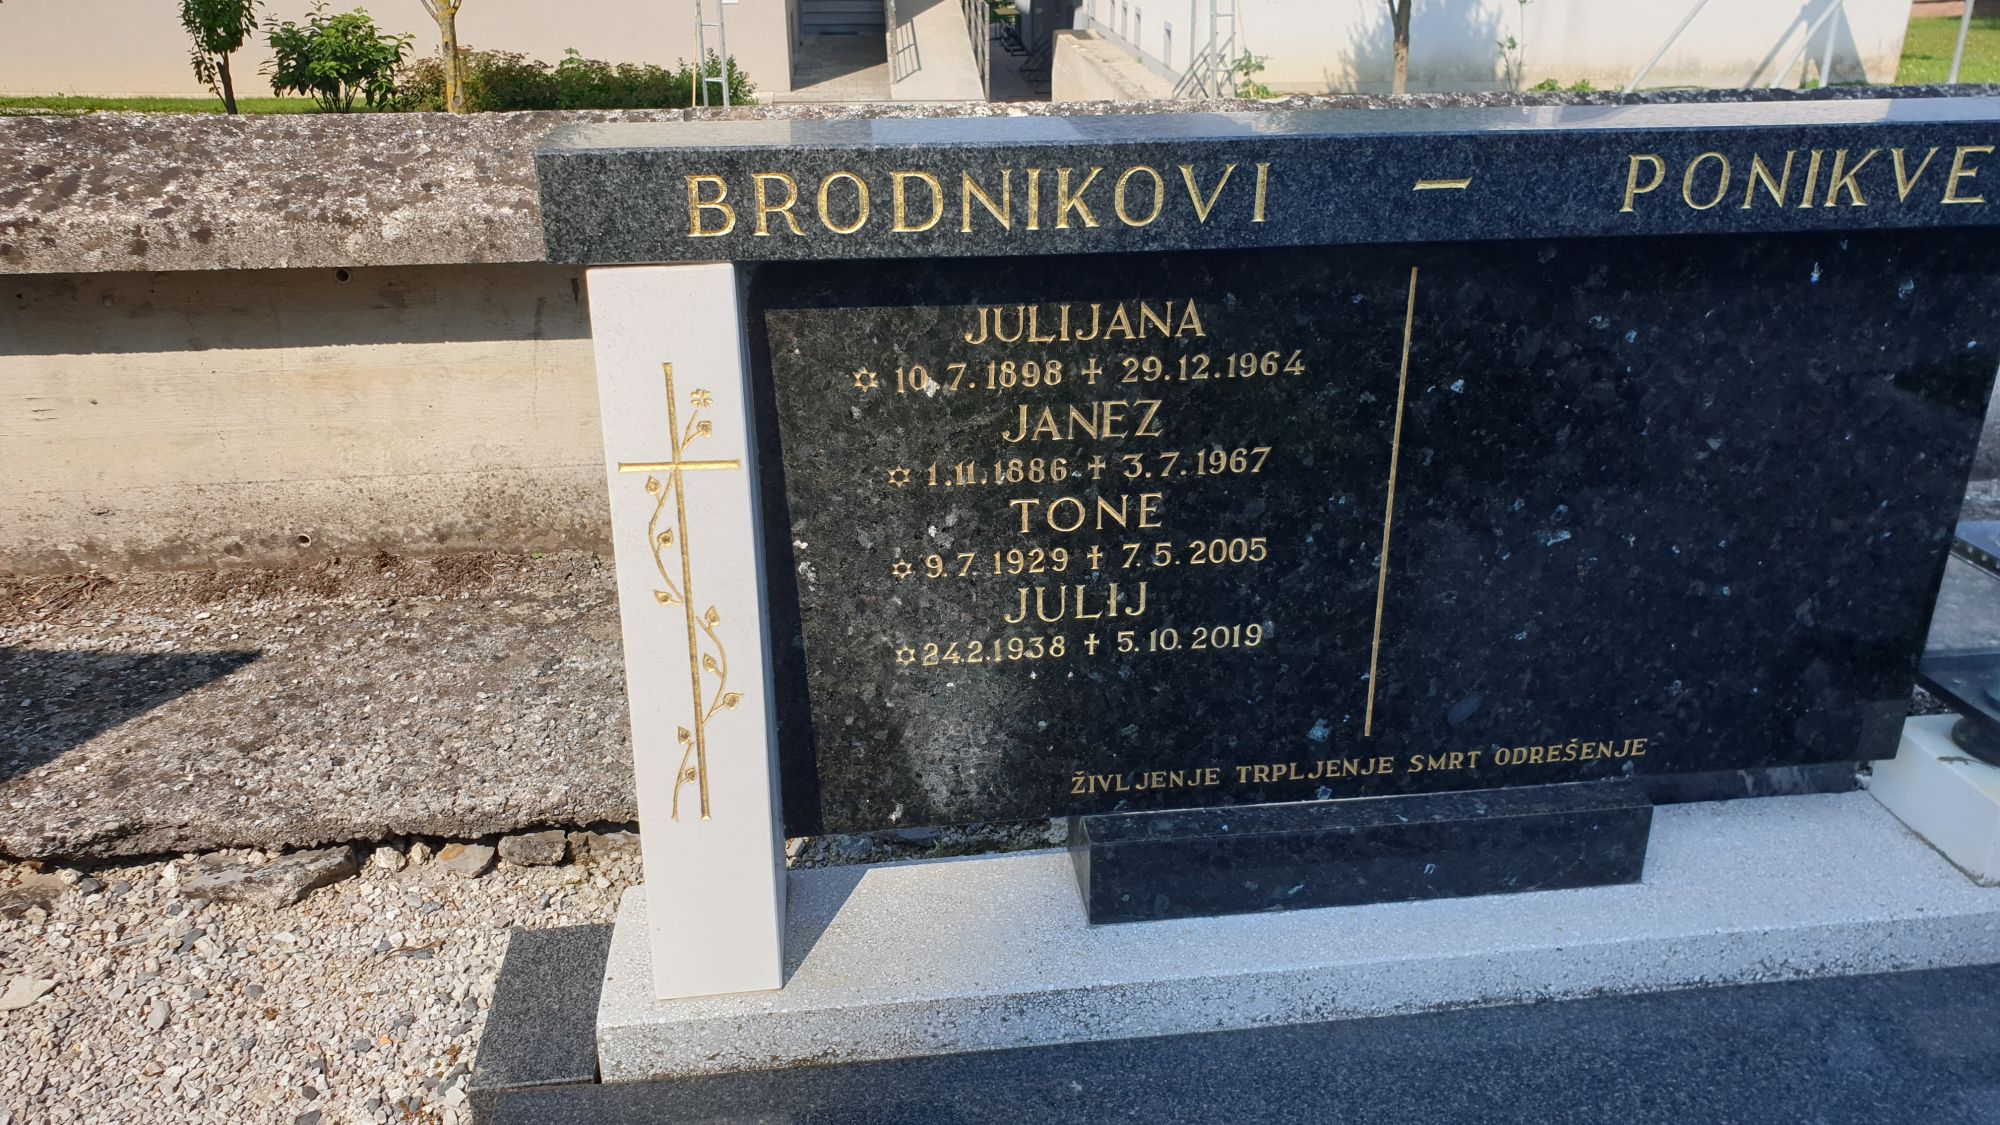 BRODNIKOVI — PONIKVE
JULIJANA
✡ 10.7.1898 ✝ 29.12.1964
JANEZ
✡ 1.11.1886 ✝ 3.7.1967
TONE
✡ 9.7.1929 ✝ 7.5.2005
JULIJ
✡ 24.2.1938 ✝ 5.10.2019
ŽIVLJENJE TRPLJENJE SMRT ODREŠENJE